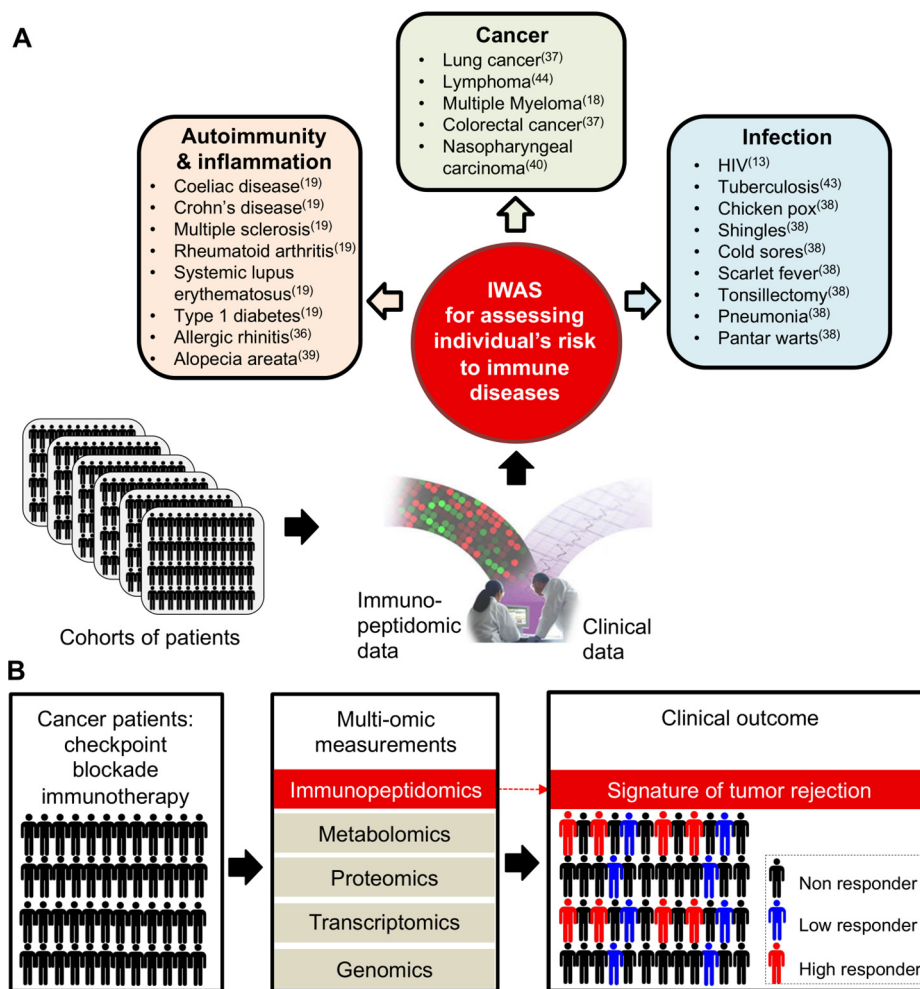 A
Cancer
• Lung cancer(37)
• Lymphoma(44)
• Multiple Myeloma(18)
• Colorectal cancer(37)
• Nasopharyngeal
carcinoma(40)
Autoimmunity
& inflammation
• Coeliac disease(19)
• Crohn's disease(19)
• Multiple sclerosis(19)
• Rheumatoid arthritis(19)
• Systemic lupus
erythematosus(19)
• Type 1 diabetes(19)
• Allergic rhinitis(36)
• Alopecia areata(39)
Infection
• HIV(13)
• Tuberculosis(43)
• Chicken pox(38)
• Shingles(38)
• Cold sores(38)
• Scarlet fever(38)
• Tonsillectomy(38)
• Pneumonia(38)
• Pantar warts(38)
IWAS
for assessing
individual's risk
to immune
diseases
Cohorts of patients
Immuno-
peptidomic
data
Clinical
data
B
Cancer patients:
checkpoint
blockade
immunotherapy
Multi-omic
measurements
Immunopeptidomics
Metabolomics
Proteomics
Transcriptomics
Genomics
Clinical outcome
Signature of tumor rejection
Non responder
Low responder
High responder